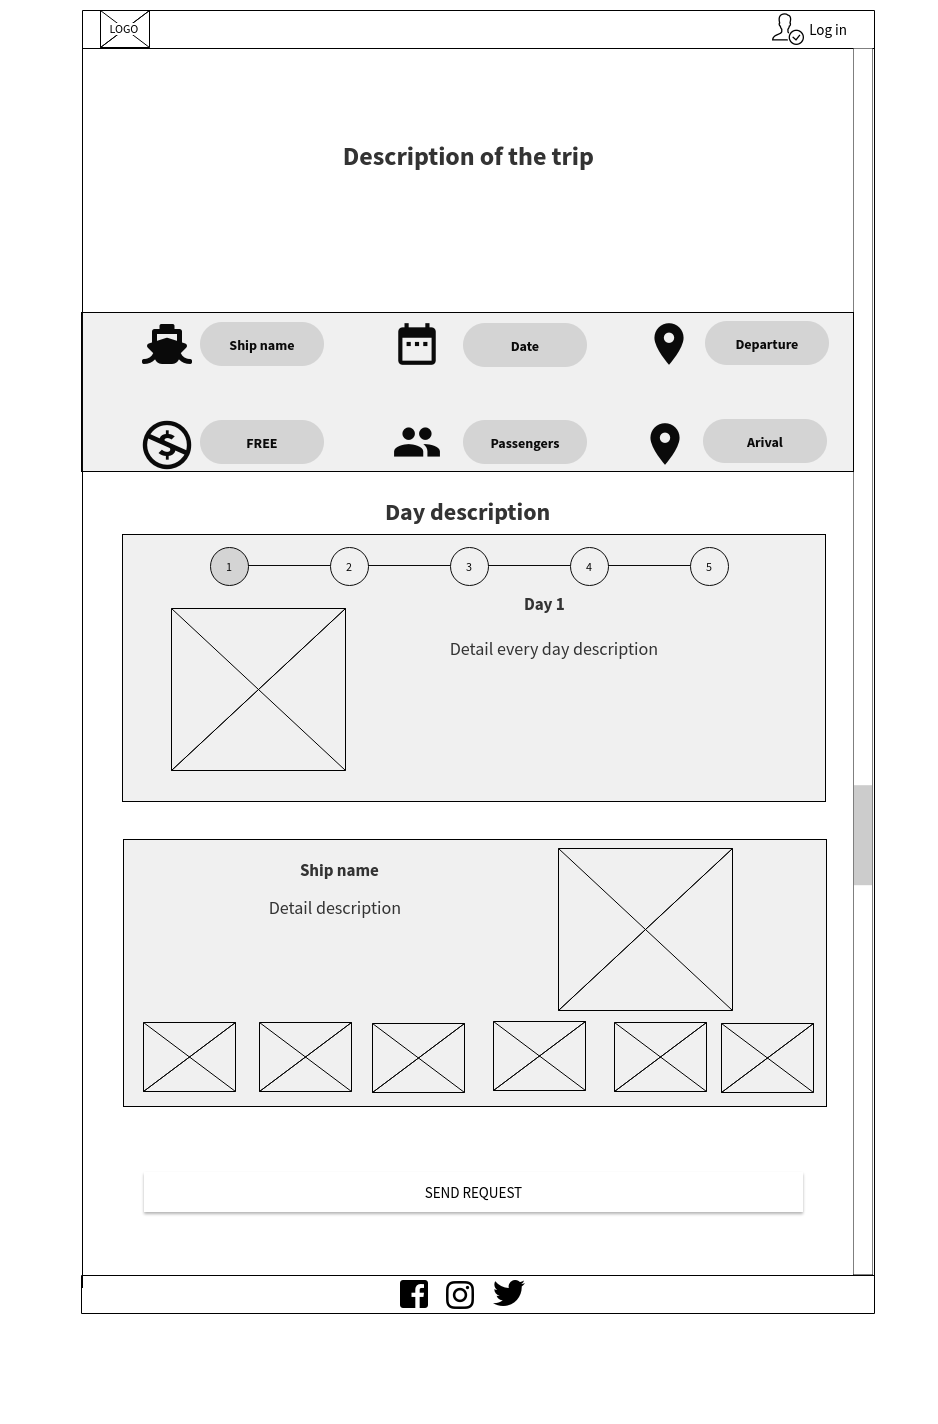 LOGO
Log in
Description of the trip
Ship name
Date
Departure
FREE
Passengers
Arival
Day description
1 2 3 4 5
Day 1
Detail every day description
Ship name
Detail description
SEND REQUEST